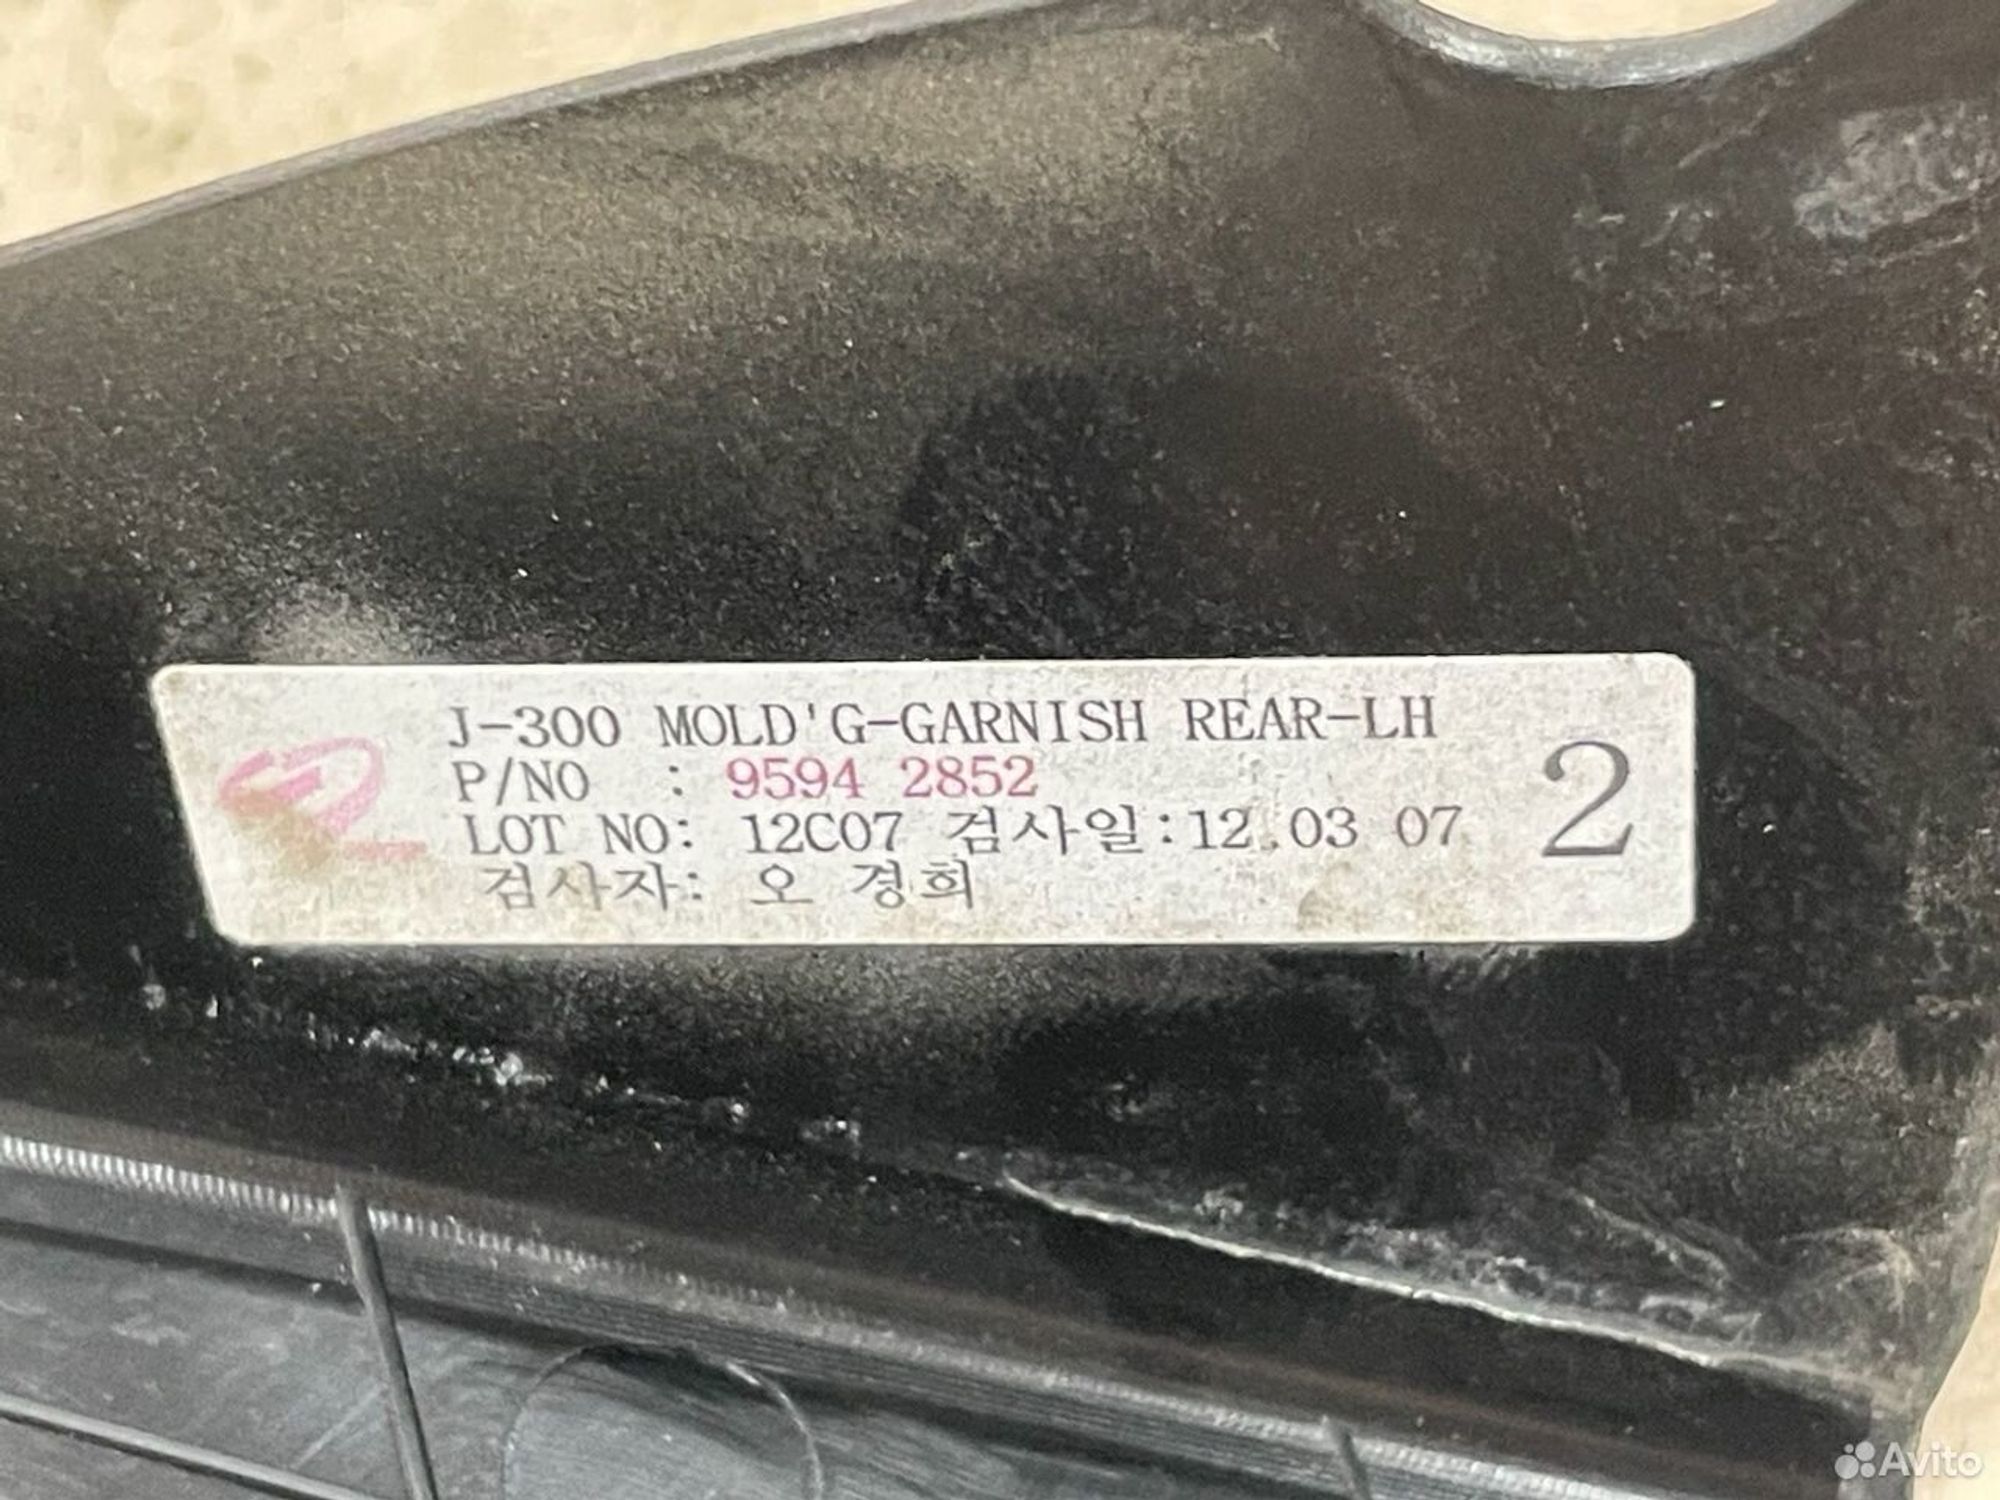 J-300 MOLD'G-GARNISH REAR-LH
P/NO : 9594 2852
LOT NO: 12C07 검사일:12.03 07
검사자: 오 경희
2
Avito